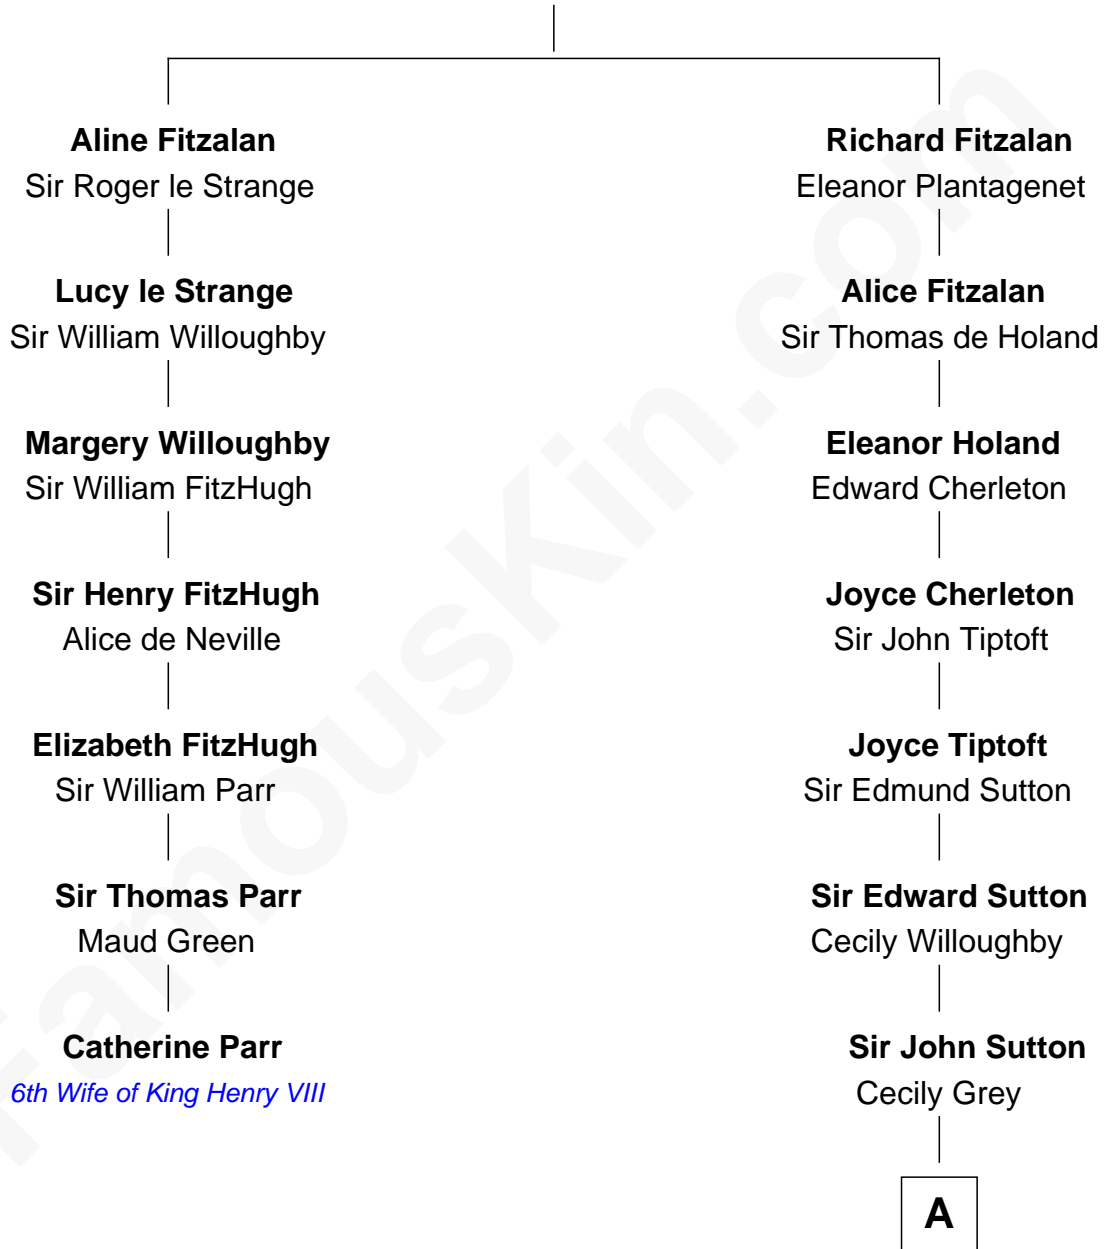 Aline Fitzalan
Sir Roger le Strange
Lucy le Strange
Sir William Willoughby
Margery Willoughby
Sir William FitzHugh
Sir Henry FitzHugh
Alice de Neville
Elizabeth FitzHugh
Sir William Parr
Sir Thomas Parr
Maud Green
Catherine Parr
6th Wife of King Henry VIII
Richard Fitzalan
Eleanor Plantagenet
Alice Fitzalan
Sir Thomas de Holand
Eleanor Holand
Edward Cherleton
Joyce Cherleton
Sir John Tiptoft
Joyce Tiptoft
Sir Edmund Sutton
Sir Edward Sutton
Cecily Willoughby
Sir John Sutton
Cecily Grey
A
FamousKin.com